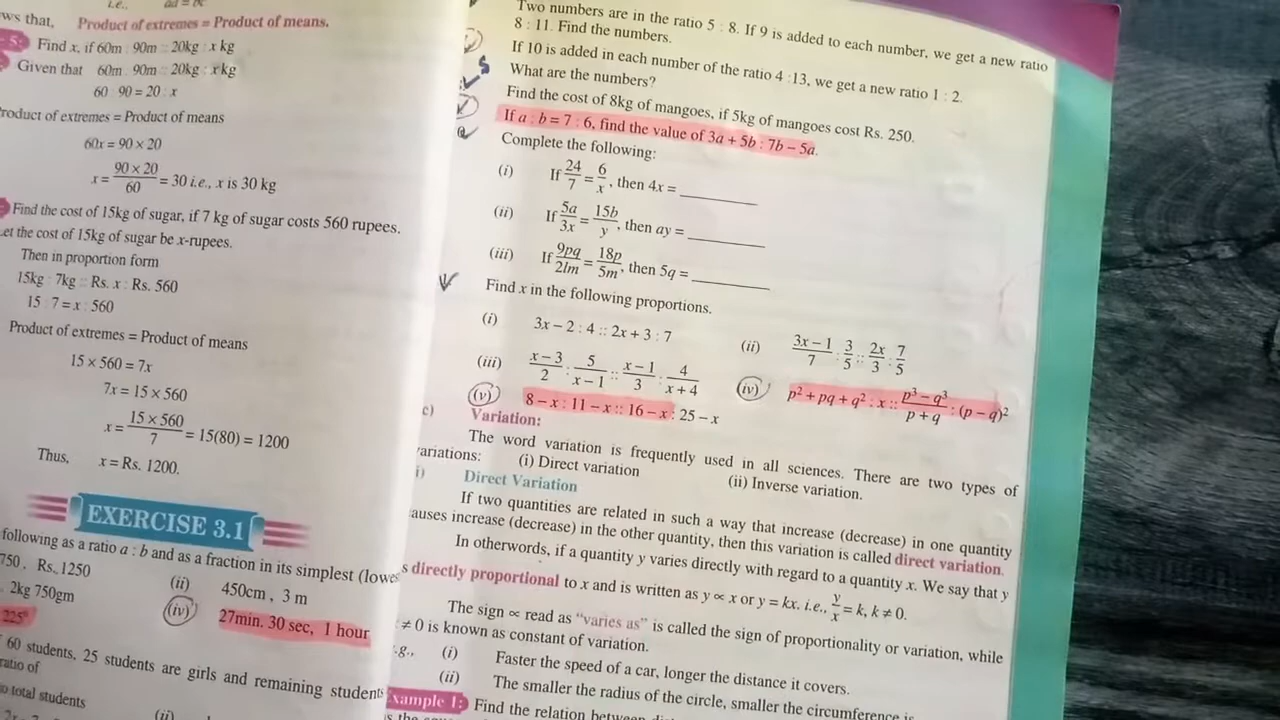 i.e.,
ws that, Product of extremes = Product of means.
5: Find x, if 60m : 90m :: 20kg : x kg
Given that 60m : 90m :: 20kg : x kg
60 : 90 = 20 : x
Product of extremes = Product of means
60x = 90 × 20
x = 90 × 20 / 60 = 30 i.e., x is 30 kg
Find the cost of 15kg of sugar, if 7 kg of sugar costs 560 rupees.
Let the cost of 15kg of sugar be x-rupees.
Then in proportion form
15kg : 7kg :: Rs. x : Rs. 560
15 : 7 = x : 560
Product of extremes = Product of means
15 × 560 = 7x
7x = 15 × 560
x = 15 × 560 / 7 = 15(80) = 1200
Thus, x = Rs. 1200.
EXERCISE 3.1
following as a ratio a : b and as a fraction in its simplest (lowes
750, Rs. 1250 (ii) 450cm, 3 m
2kg 750gm (iv) 27min. 30 sec, 1 hour
225°
60 students, 25 students are girls and remaining students
ratio of
to total students (ii)
Two numbers are in the ratio 5 : 8. If 9 is added to each number, we get a new ratio
8 : 11. Find the numbers.
If 10 is added in each number of the ratio 4 :13, we get a new ratio 1 : 2.
What are the numbers?
Find the cost of 8kg of mangoes, if 5kg of mangoes cost Rs. 250.
If a : b = 7 : 6, find the value of 3a + 5b : 7b − 5a.
Complete the following:
(i) If 24/7 = 6/x, then 4x = ________
(ii) If 5a/3x = 15b/y, then ay = ________
(iii) If 9pq/2lm = 18p/5m, then 5q = ________
Find x in the following proportions.
(i) 3x − 2 : 4 :: 2x + 3 : 7 (ii) 3x − 1/7 : 3/5 :: 2x/3 : 7/5
(iii) x − 3/2 : 5/x − 1 :: x − 1/3 : 4/x + 4 (iv) p² + pq + q² : x :: p³ − q³/p + q : (p − q)²
(v) 8 − x : 11 − x :: 16 − x : 25 − x
c) Variation:
The word variation is frequently used in all sciences. There are two types of
variations: (i) Direct variation (ii) Inverse variation.
i) Direct Variation
If two quantities are related in such a way that increase (decrease) in one quantity
auses increase (decrease) in the other quantity, then this variation is called direct variation.
In otherwords, if a quantity y varies directly with regard to a quantity x. We say that y
s directly proportional to x and is written as y ∝ x or y = kx. i.e., y/x = k, k ≠ 0.
The sign ∝ read as “varies as” is called the sign of proportionality or variation, while
≠ 0 is known as constant of variation.
.g., (i) Faster the speed of a car, longer the distance it covers.
(ii) The smaller the radius of the circle, smaller the circumference is
Example 1: Find the relation between